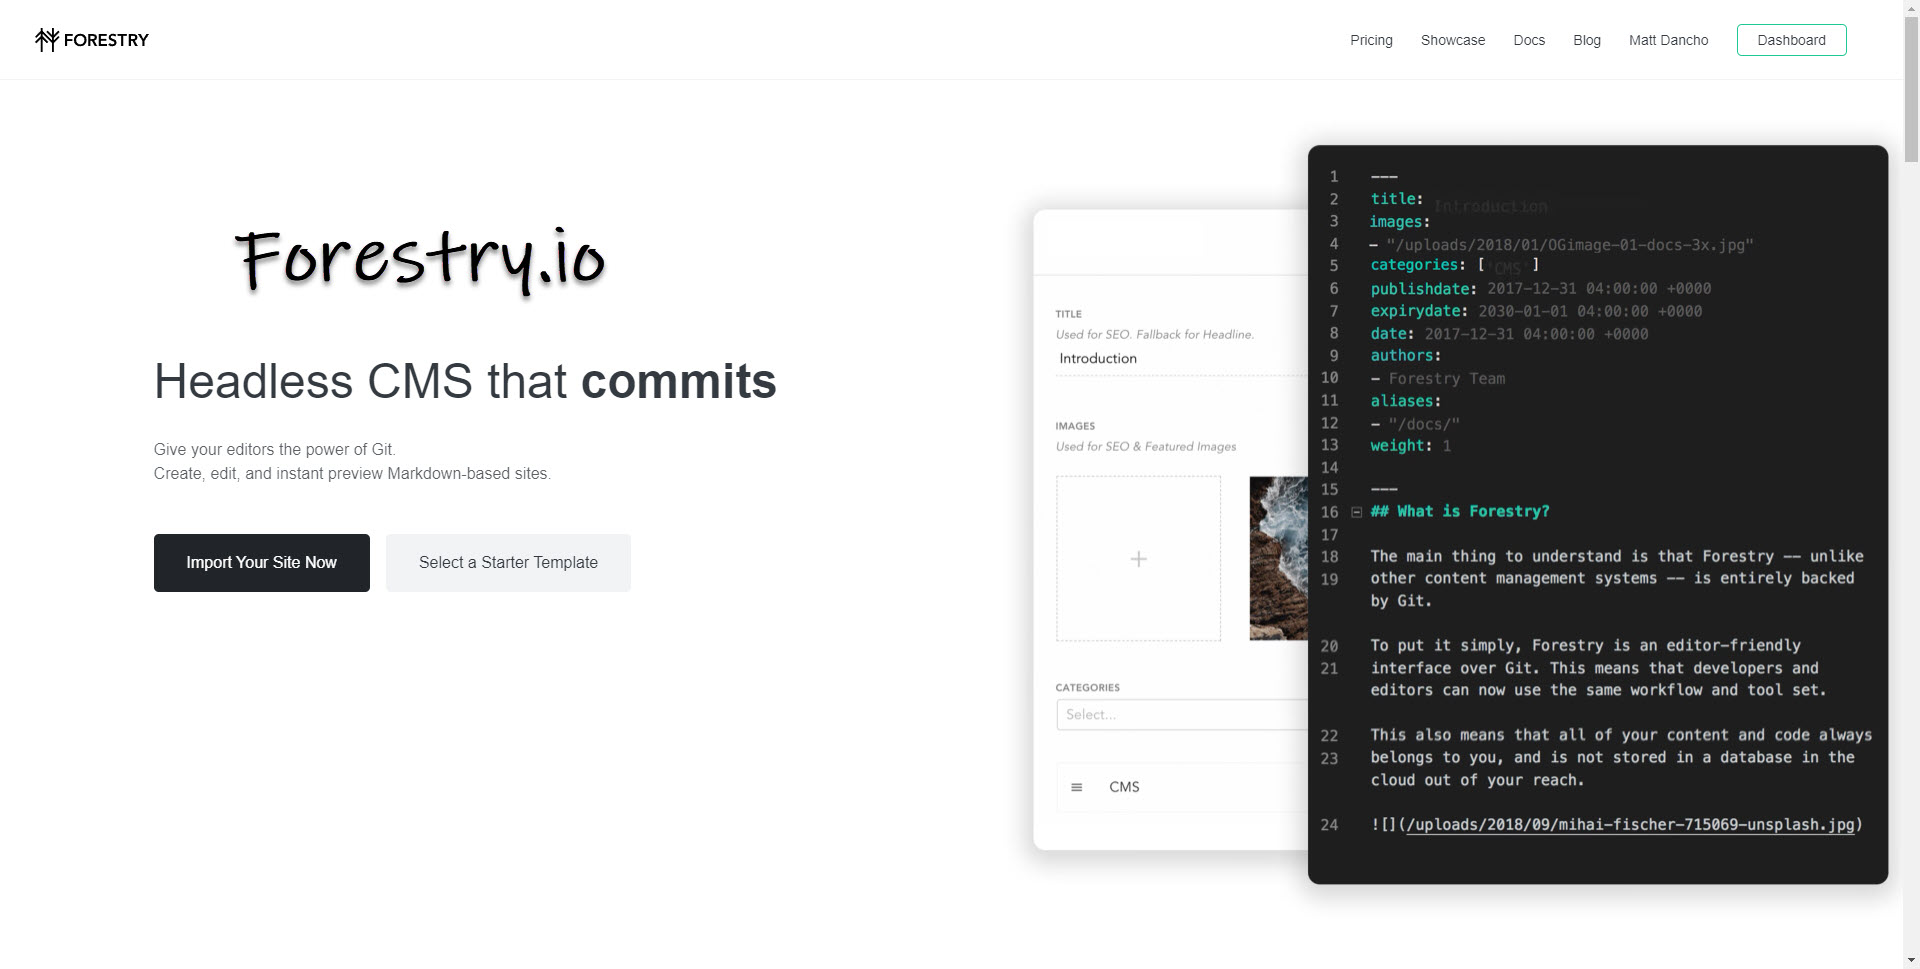 FORESTRY
Pricing Showcase Docs Blog Matt Dancho Dashboard
Forestry.io
Headless CMS that commits
Give your editors the power of Git.
Create, edit, and instant preview Markdown-based sites.
Import Your Site Now
Select a Starter Template
TITLE
Used for SEO. Fallback for Headline.
Introduction
IMAGES
Used for SEO & Featured Images
+
CATEGORIES
Select...
CMS
1 ---
2 title: Introduction
3 images:
4 - "/uploads/2018/01/OGimage-01-docs-3x.jpg"
5 categories: ['CMS']
6 publishdate: 2017-12-31 04:00:00 +0000
7 expirydate: 2030-01-01 04:00:00 +0000
8 date: 2017-12-31 04:00:00 +0000
9 authors:
10 - Forestry Team
11 aliases:
12 - "/docs/"
13 weight: 1
14
15 ---
16 ## What is Forestry?
17
18 The main thing to understand is that Forestry -- unlike
19 other content management systems -- is entirely backed
by Git.
20 To put it simply, Forestry is an editor-friendly
21 interface over Git. This means that developers and
editors can now use the same workflow and tool set.
22 This also means that all of your content and code always
23 belongs to you, and is not stored in a database in the
cloud out of your reach.
24 ![](/uploads/2018/09/mihai-fischer-715069-unsplash.jpg)